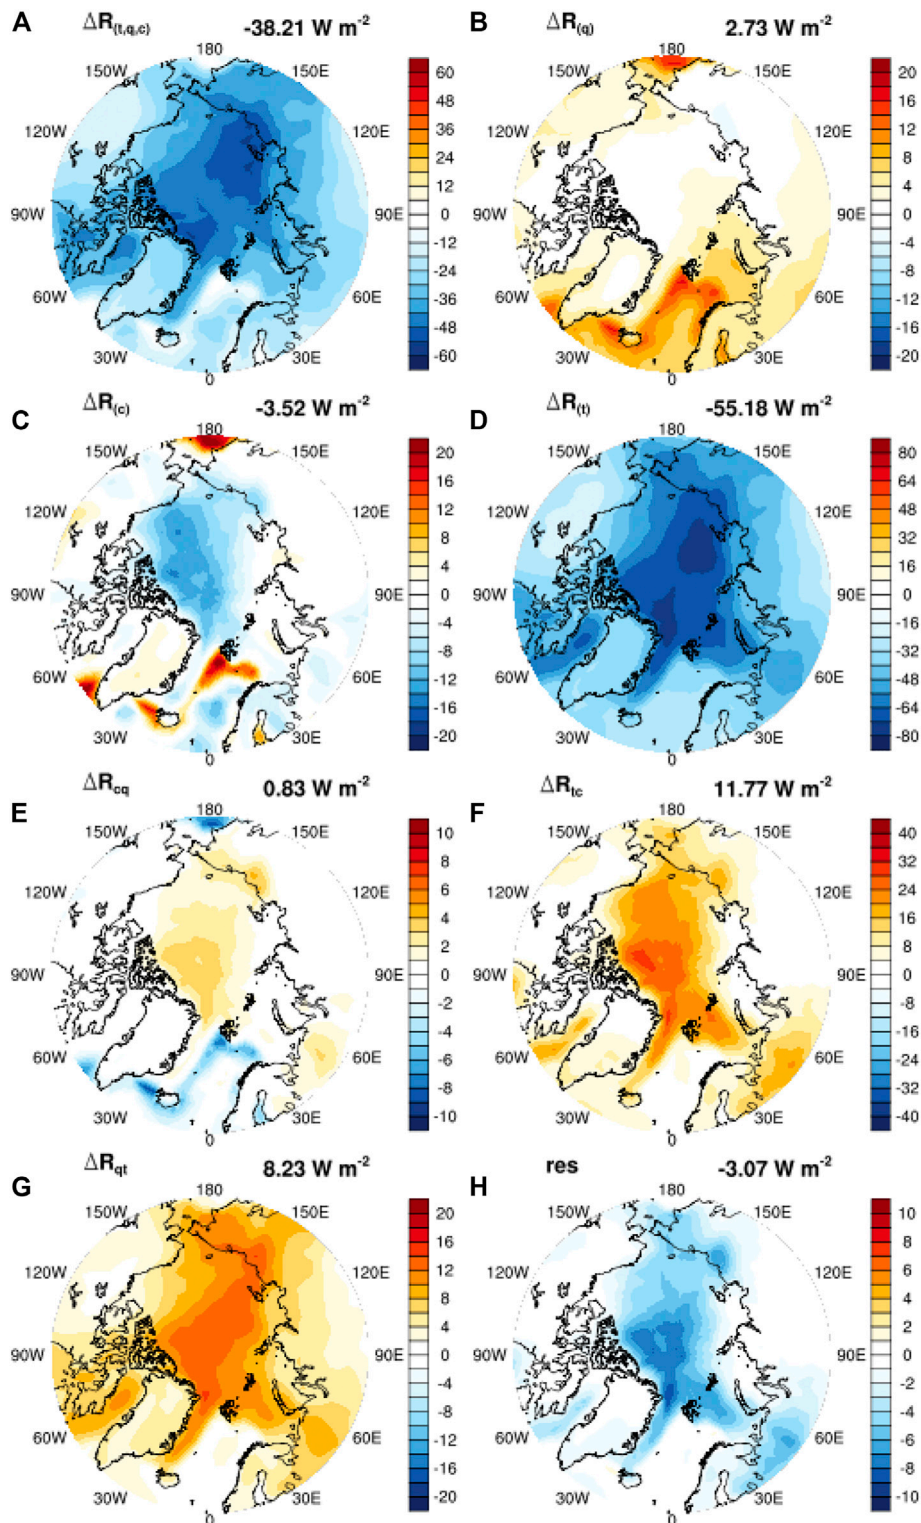 A ΔR(t,q,c) -38.21 W m-2
180
150W 150E
120W 120E
90W 90E
60W 60E
30W 30E
0
60
48
36
24
12
0
-12
-24
-36
-48
-60
B ΔR(q) 2.73 W m-2
180
150W 150E
120W 120E
90W 90E
60W 60E
30W 30E
0
20
16
12
8
4
0
-4
-8
-12
-16
-20
C ΔR(c) -3.52 W m-2
180
150W 150E
120W 120E
90W 90E
60W 60E
30W 30E
0
20
16
12
8
4
0
-4
-8
-12
-16
-20
D ΔR(t) -55.18 W m-2
180
150W 150E
120W 120E
90W 90E
60W 60E
30W 30E
0
80
64
48
32
16
0
-16
-32
-48
-64
-80
E ΔRcq 0.83 W m-2
180
150W 150E
120W 120E
90W 90E
60W 60E
30W 30E
0
10
8
6
4
2
0
-2
-4
-6
-8
-10
F ΔRtc 11.77 W m-2
180
150W 150E
120W 120E
90W 90E
60W 60E
30W 30E
0
40
32
24
16
8
0
-8
-16
-24
-32
-40
G ΔRqt 8.23 W m-2
180
150W 150E
120W 120E
90W 90E
60W 60E
30W 30E
0
20
16
12
8
4
0
-4
-8
-12
-16
-20
H res -3.07 W m-2
180
150W 150E
120W 120E
90W 90E
60W 60E
30W 30E
0
10
8
6
4
2
0
-2
-4
-6
-8
-10